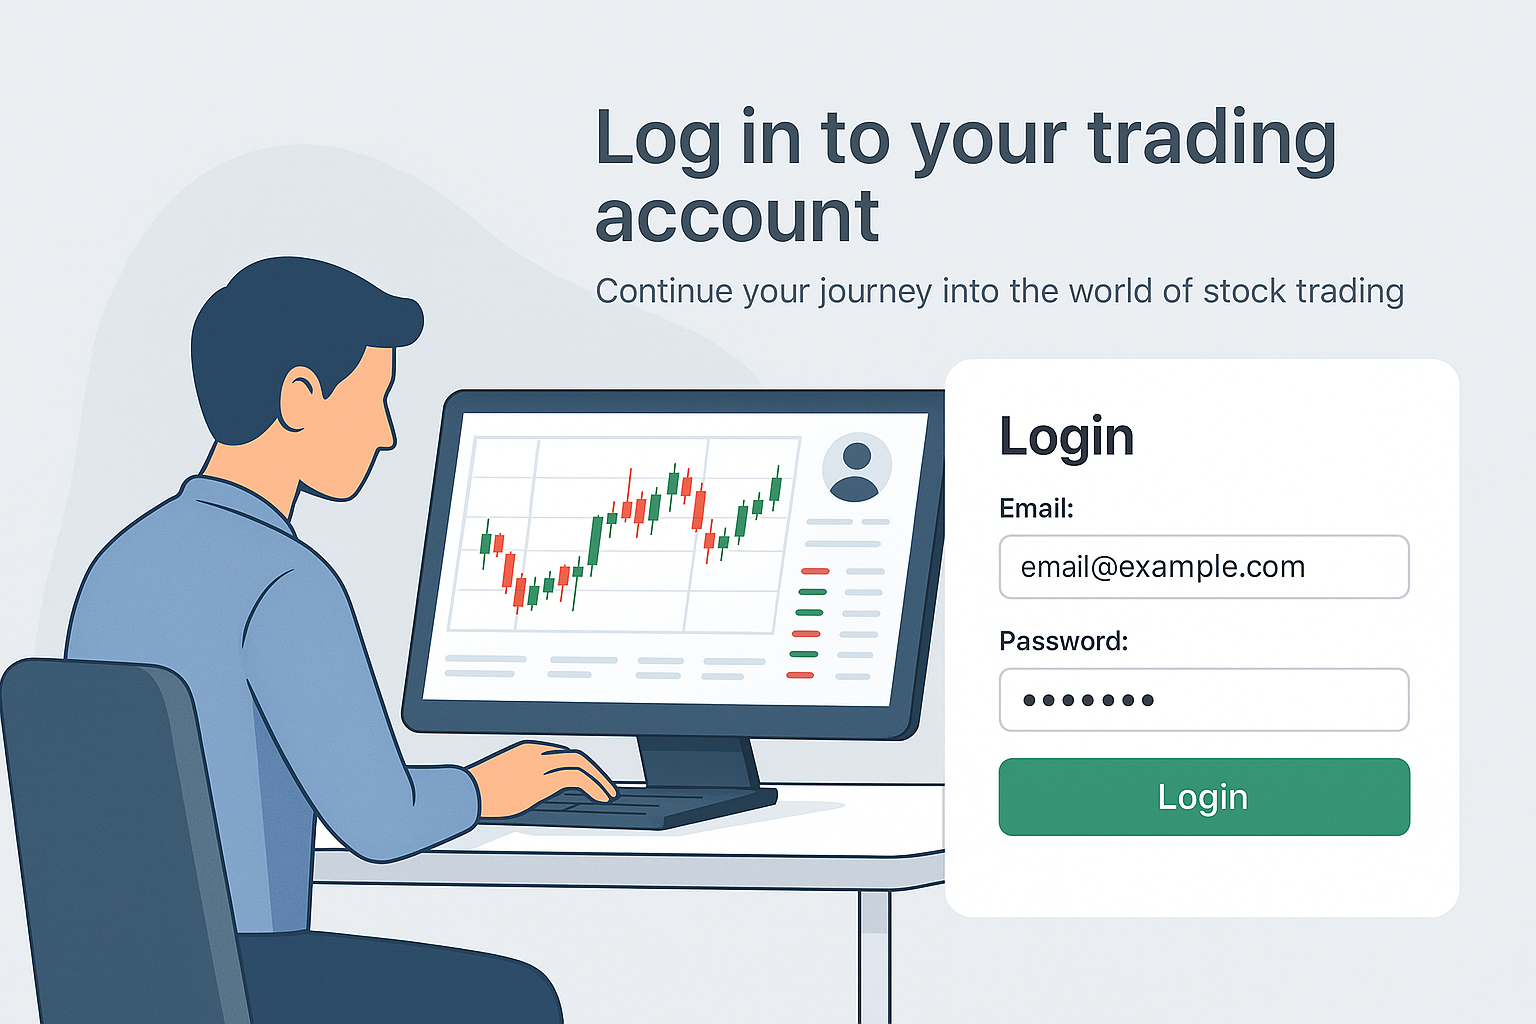 Log in to your trading
account
Continue your journey into the world of stock trading
Login
Email:
email@example.com
Password:
•••••••
Login